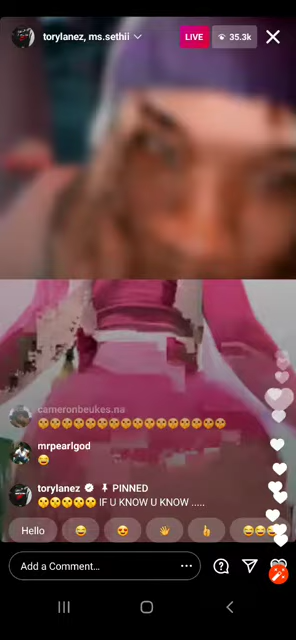 torylanez, ms.sethii
LIVE
35.3k
cameronbeukes.na
🤫🤫🤫🤫🤫🤫🤫🤫🤫🤫🤫🤫🤫🤫🤫🤫
mrpearlgod
😂
torylanez PINNED
🤫🤫🤫🤫🤫 IF U KNOW U KNOW .....
Hello 😂 😍 👋 👍 😂😂😂
Add a Comment...